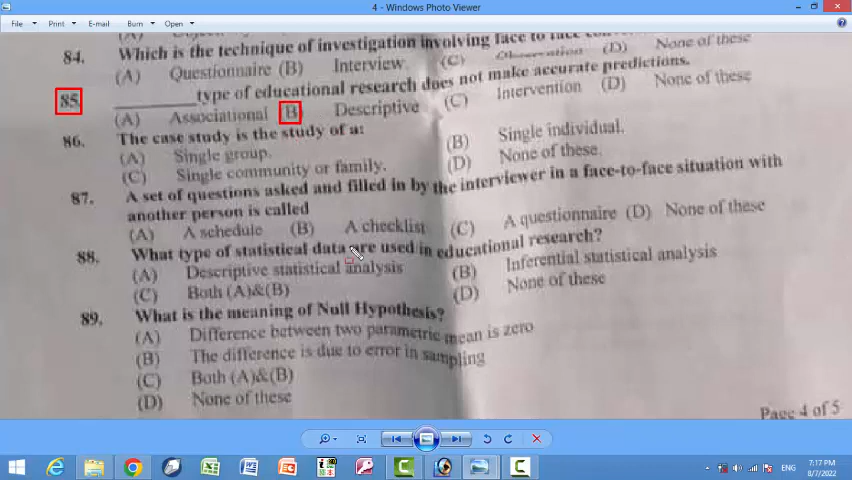 4 - Windows Photo Viewer
File Print E-mail Burn Open
84. Which is the technique of investigation involving face to face
(A) Questionnaire (B) Interview. (C) Observation (D) None of these
85. ________type of educational research does not make accurate predictions.
(A) Associational (B) Descriptive (C) Intervention (D) None of these
86. The case study is the study of a:
(A) Single group. (B) Single individual.
(C) Single community or family. (D) None of these.
87. A set of questions asked and filled in by the interviewer in a face-to-face situation with
another person is called
(A) A schedule (B) A checklist (C) A questionnaire (D) None of these
88. What type of statistical data are used in educational research?
(A) Descriptive statistical analysis (B) Inferential statistical analysis
(C) Both (A)&(B) (D) None of these
89. What is the meaning of Null Hypothesis?
(A) Difference between two parametric mean is zero
(B) The difference is due to error in sampling
(C) Both (A)&(B)
(D) None of these
Page 4 of 5
ENG 7:17 PM
8/7/2022